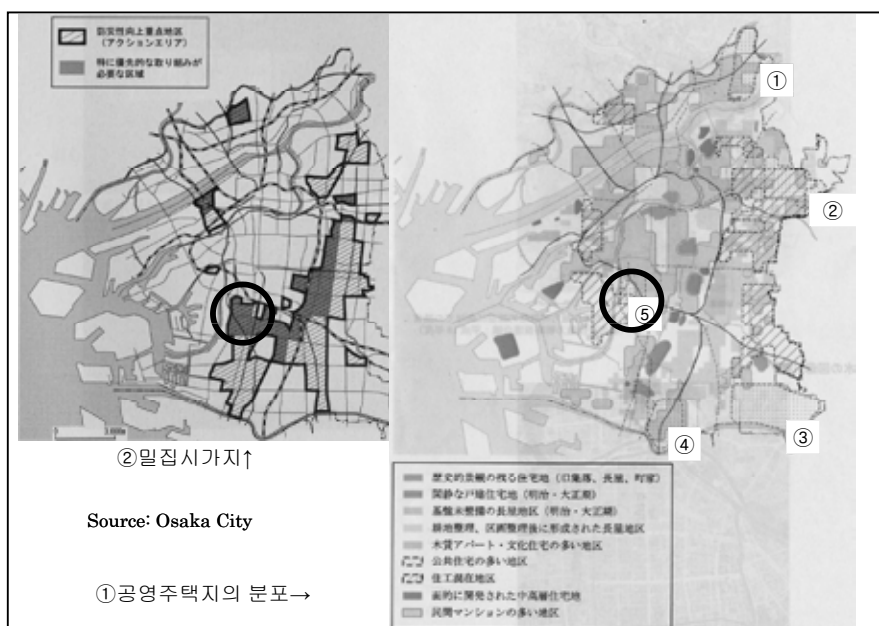 防災性向上重点地区
(アクションエリア)
特に優先的な取り組みが
必要な区域
①
②
⑤
④
③
②밀집시가지↑
Source: Osaka City
①공영주택지의 분포→
歴史的景観の残る住宅地(旧集落、長屋、町家)
閑静な戸建住宅地(明治・大正期)
基盤未整備の長屋地区(明治・大正期)
耕地整理、区画整理後に形成された長屋地区
木賃アパート・文化住宅の多い地区
公共住宅の多い地区
住工混在地区
面的に開発された中高層住宅地
民間マンションの多い地区